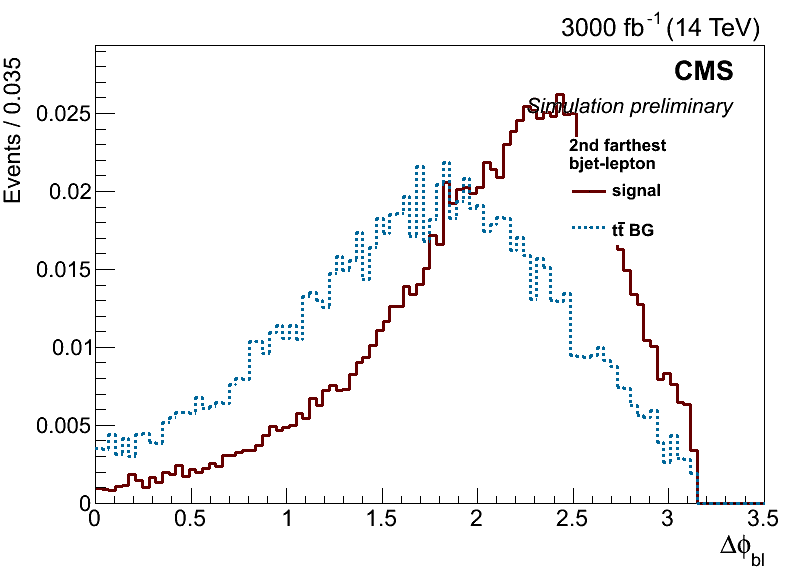 3000 fb⁻¹ (14 TeV)
CMS
Simulation preliminary
Events / 0.035
2nd farthest
bjet-lepton
signal
tt̄ BG
0.025
0.02
0.015
0.01
0.005
0
0 0.5 1 1.5 2 2.5 3 3.5
Δϕbl